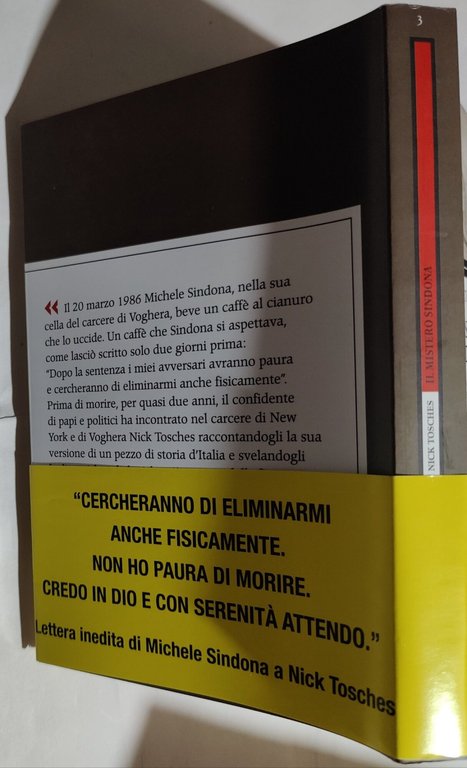 3
IL MISTERO SINDONA
NICK TOSCHES
« Il 20 marzo 1986 Michele Sindona, nella sua
cella del carcere di Voghera, beve un caffè al cianuro
che lo uccide. Un caffè che Sindona si aspettava,
come lasciò scritto solo due giorni prima:
“Dopo la sentenza i miei avversari avranno paura
e cercheranno di eliminarmi anche fisicamente”.
Prima di morire, per quasi due anni, il confidente
di papi e politici ha incontrato nel carcere di New
York e di Voghera Nick Tosches raccontandogli la sua
versione di un pezzo di storia d'Italia e svelandogli
“CERCHERANNO DI ELIMINARMI
ANCHE FISICAMENTE.
NON HO PAURA DI MORIRE.
CREDO IN DIO E CON SERENITÀ ATTENDO.”
Lettera inedita di Michele Sindona a Nick Tosches